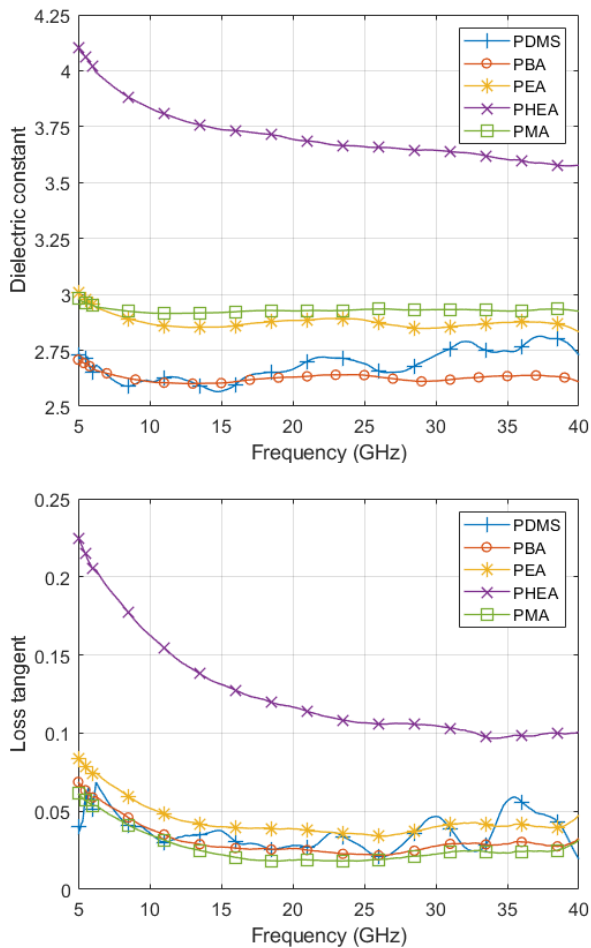 4.25
4
3.75
3.5
3.25
3
2.75
2.5
Dielectric constant
PDMS
PBA
PEA
PHEA
PMA
5 10 15 20 25 30 35 40
Frequency (GHz)
0.25
0.2
0.15
0.1
0.05
0
Loss tangent
PDMS
PBA
PEA
PHEA
PMA
5 10 15 20 25 30 35 40
Frequency (GHz)